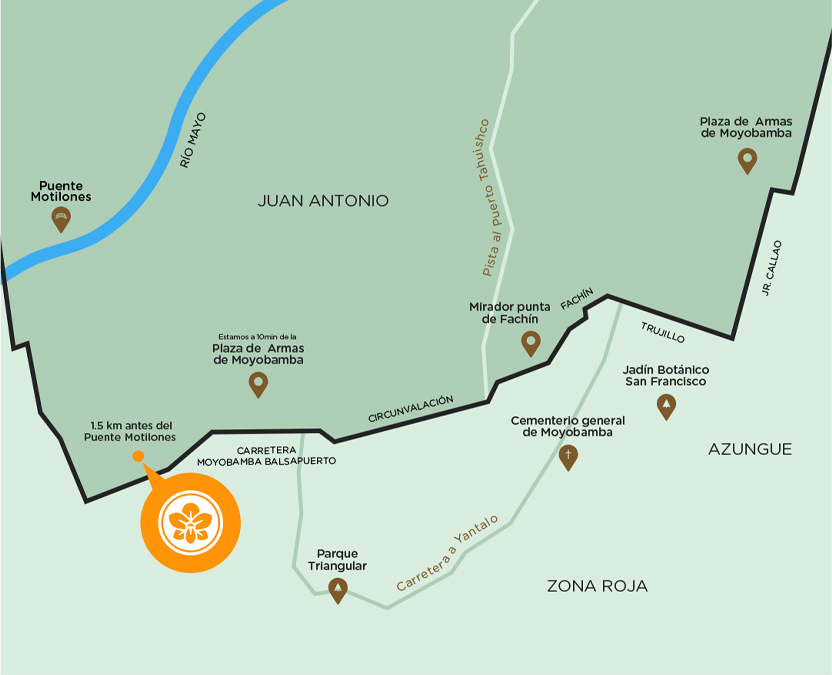 Plaza de Armas
de Moyobamba
RÍO MAYO
Pista al Puerto Tahuishco
Puente
Motilones
JUAN ANTONIO
JR. CALLAO
Mirador punta
de Fachín
FACHÍN
TRUJILLO
Estamos a 10min de la
Plaza de Armas
de Moyobamba
Jadín Botánico
San Francisco
CIRCUNVALACIÓN
1.5 km antes del
Puente Motilones
Cementerio general
de Moyobamba
CARRETERA
MOYOBAMBA BALSAPUERTO
AZUNGUE
Carretera a Yantalo
Parque
Triangular
ZONA ROJA